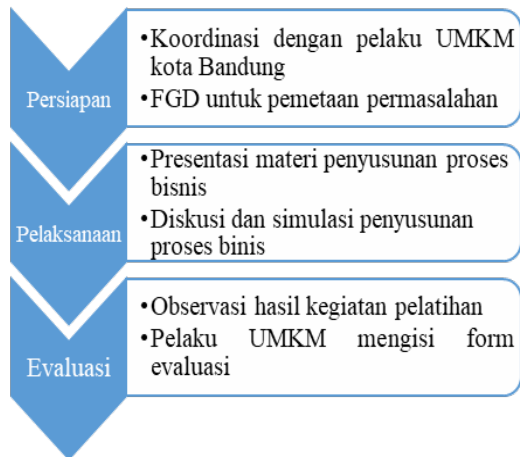 Persiapan
•Koordinasi dengan pelaku UMKM
kota Bandung
•FGD untuk pemetaan permasalahan
Pelaksanaan
•Presentasi materi penyusunan proses
bisnis
•Diskusi dan simulasi penyusunan
proses binis
Evaluasi
•Observasi hasil kegiatan pelatihan
•Pelaku UMKM mengisi form
evaluasi